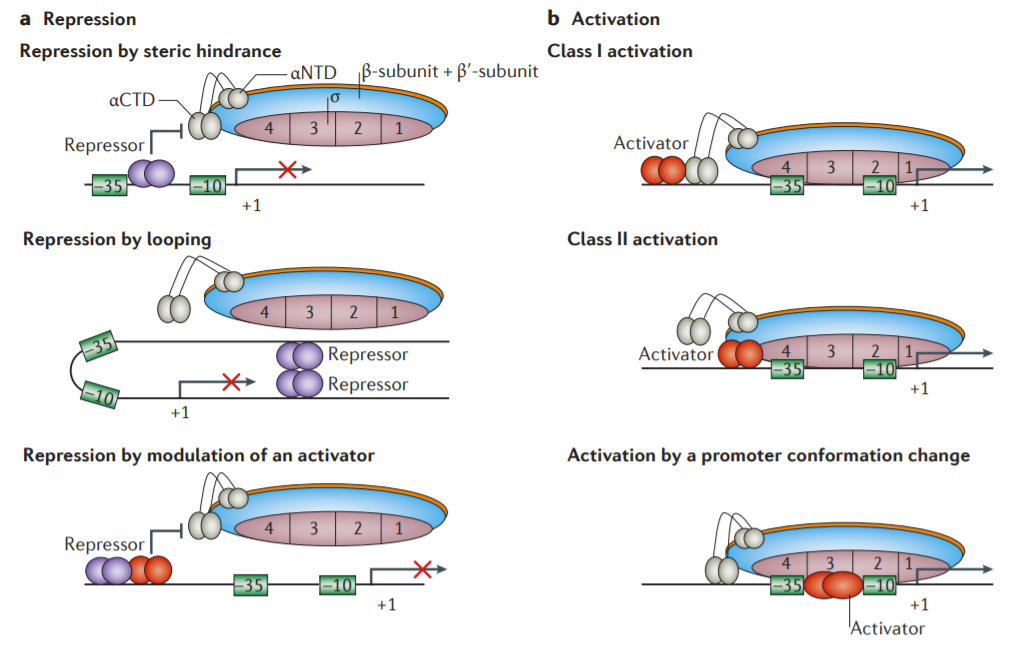 a Repression
Repression by steric hindrance
αNTD
β-subunit + β′-subunit
αCTD
σ
4 3 2 1
Repressor
−35
−10
+1
Repression by looping
4 3 2 1
−35
Repressor
Repressor
−10
+1
Repression by modulation of an activator
4 3 2 1
Repressor
−35
−10
+1
b Activation
Class I activation
Activator
4 3 2 1
−35
−10
+1
Class II activation
Activator
4 3 2 1
−35
−10
+1
Activation by a promoter conformation change
4 3 2 1
−35
−10
+1
Activator